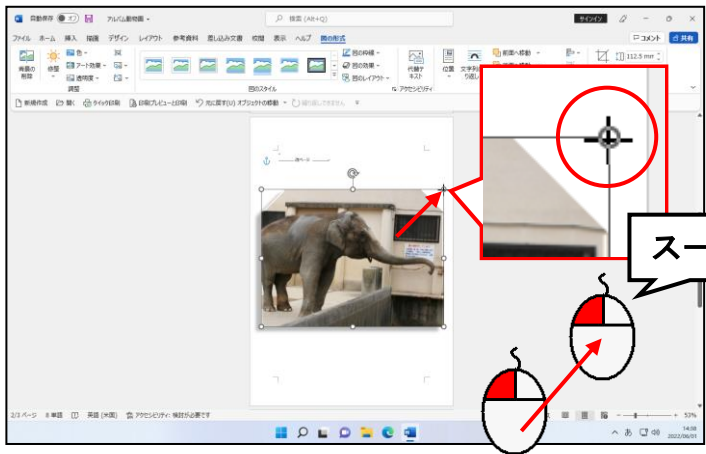 自動保存 オフ アルバム動物園 検索 (Alt+Q) サインイン
ファイル ホーム 挿入 描画 デザイン レイアウト 参考資料 差し込み文書 校閲 表示 ヘルプ 図の形式 コメント 共有
背景の削除 修整 色 アート効果 透明度 図の枠線 図の効果 図のレイアウト 代替テキスト 位置 前面へ移動 112.5 mm
調整 図のスタイル アクセシビリティ
新規作成 開く クイック印刷 印刷プレビューと印刷 元に戻す(U) オブジェクトの移動
スー
2/3 ページ 8 単語 英語 (米国) アクセシビリティ: 検討が必要です 53%
あ 14:08
2022/06/01